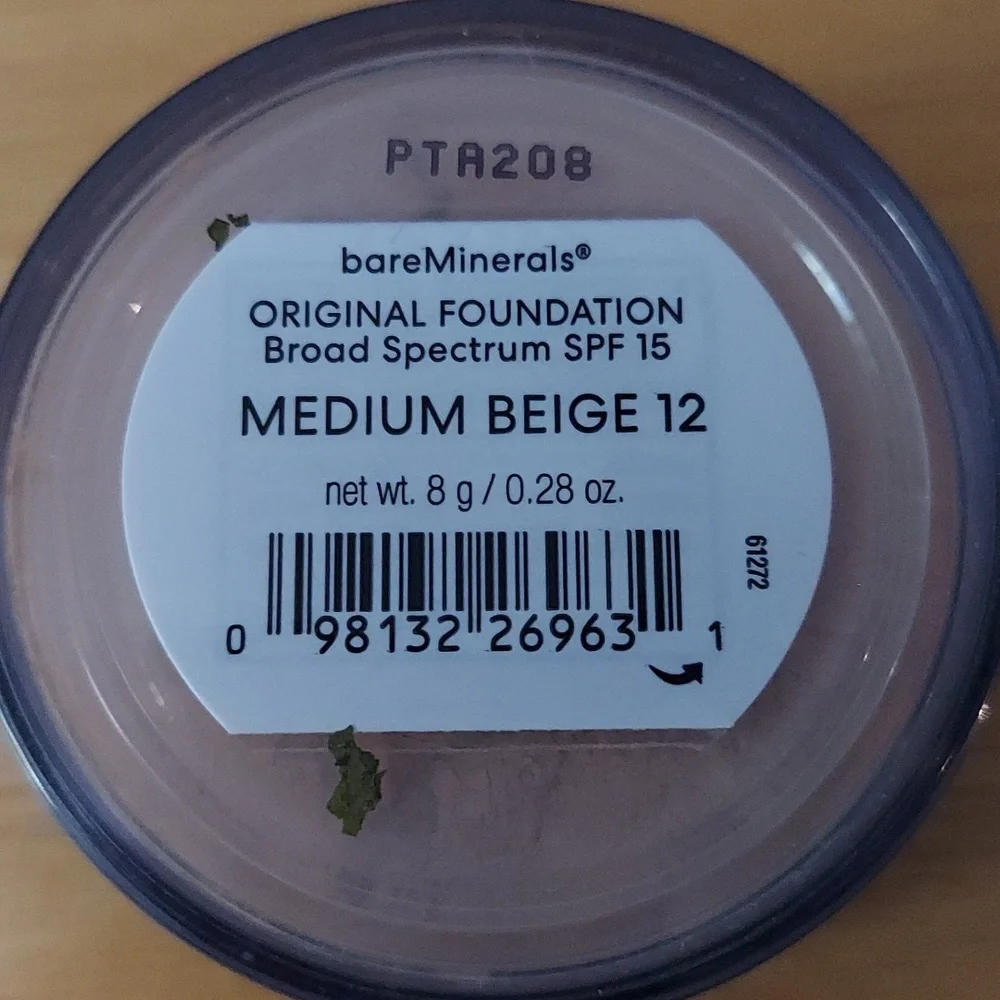 PTA208
bareMinerals®
ORIGINAL FOUNDATION
Broad Spectrum SPF 15
MEDIUM BEIGE 12
net wt. 8 g / 0.28 oz.
61272
0 98132 26963 1